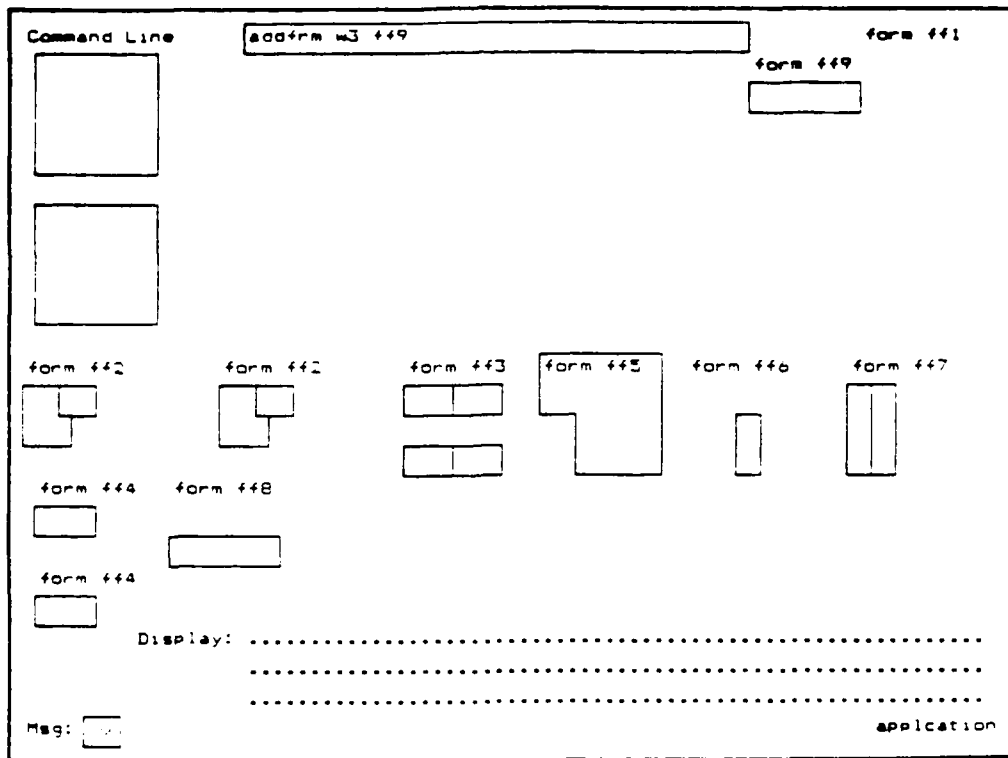 Command Line addfrm w3 ff9 form ff1
form ff9
form ff2 form ff2 form ff3 form ff5 form ff6 form ff7
form ff4 form ff8
form ff4
Display:
Msg: applcation